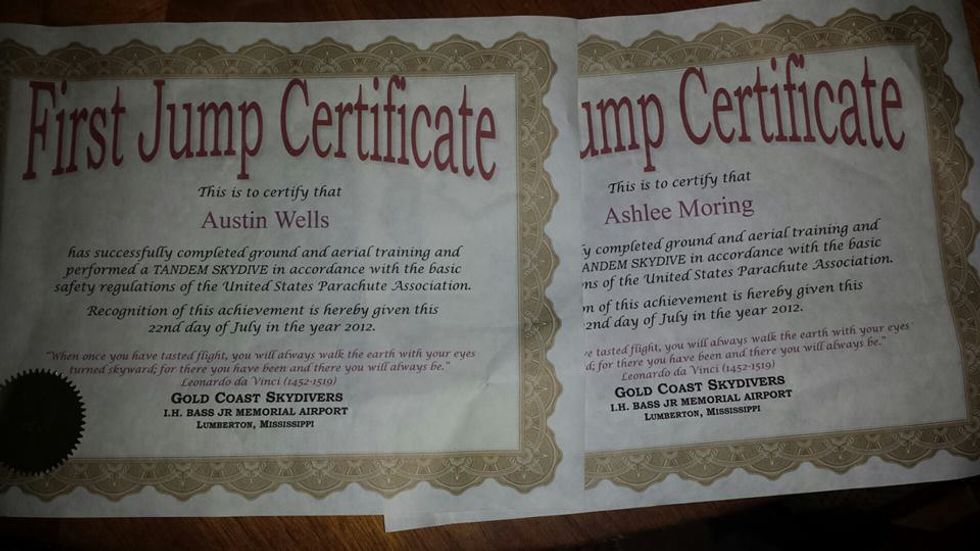 First Jump Certificate
This is to certify that
Austin Wells
has successfully completed ground and aerial training and
performed a TANDEM SKYDIVE in accordance with the basic
safety regulations of the United States Parachute Association.
Recognition of this achievement is hereby given this
22nd day of July in the year 2012.
"When once you have tasted flight, you will always walk the earth with your eyes
turned skyward; for there you have been and there you will always be."
Leonardo da Vinci (1452-1519)
GOLD COAST SKYDIVERS
I.H. BASS JR MEMORIAL AIRPORT
LUMBERTON, MISSISSIPPI
ump Certificate
This is to certify that
Ashlee Moring
y completed ground and aerial training and
ANDEM SKYDIVE in accordance with the basic
ns of the United States Parachute Association.
n of this achievement is hereby given this
2nd day of July in the year 2012.
e tasted flight, you will always walk the earth with your eyes
d; for there you have been and there you will always be."
Leonardo da Vinci (1452-1519)
GOLD COAST SKYDIVERS
I.H. BASS JR MEMORIAL AIRPORT
LUMBERTON, MISSISSIPPI